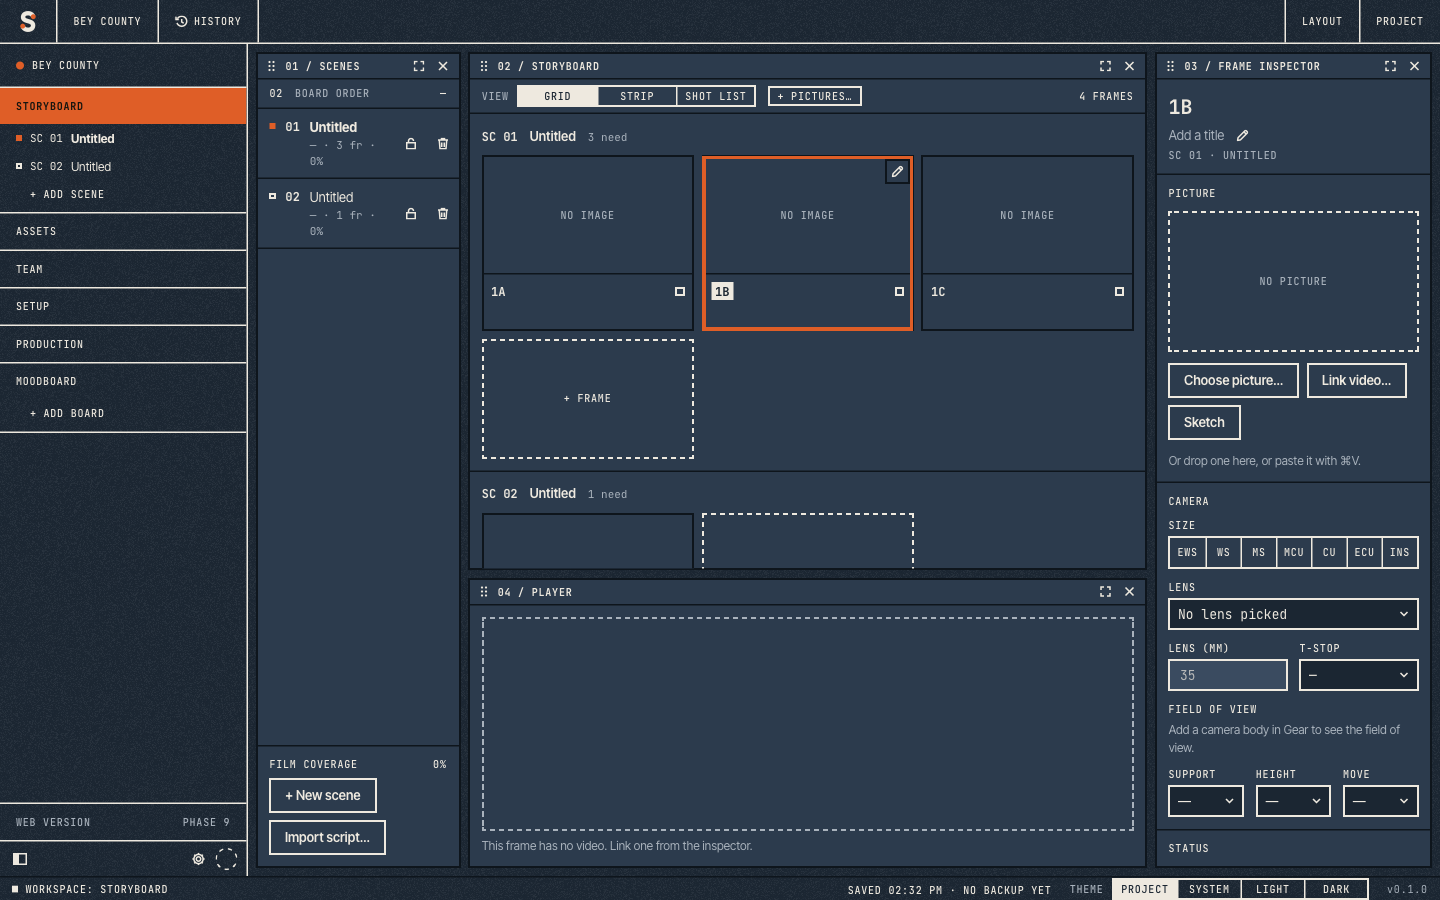 S
BEY COUNTY
HISTORY
LAYOUT
PROJECT
BEY COUNTY
STORYBOARD
SC 01 Untitled
SC 02 Untitled
+ ADD SCENE
ASSETS
TEAM
SETUP
PRODUCTION
MOODBOARD
+ ADD BOARD
WEB VERSION
PHASE 9
01 / SCENES
02 BOARD ORDER —
01 Untitled
— · 3 fr ·
0%
02 Untitled
— · 1 fr ·
0%
FILM COVERAGE 0%
+ New scene
Import script...
02 / STORYBOARD
VIEW GRID STRIP SHOT LIST + PICTURES… 4 FRAMES
SC 01 Untitled 3 need
NO IMAGE NO IMAGE NO IMAGE
1A 1B 1C
+ FRAME
SC 02 Untitled 1 need
04 / PLAYER
This frame has no video. Link one from the inspector.
03 / FRAME INSPECTOR
1B
Add a title
SC 01 · UNTITLED
PICTURE
NO PICTURE
Choose picture... Link video...
Sketch
Or drop one here, or paste it with ⌘V.
CAMERA
SIZE
EWS WS MS MCU CU ECU INS
LENS
No lens picked
LENS (MM) T-STOP
35 —
FIELD OF VIEW
Add a camera body in Gear to see the field of
view.
SUPPORT HEIGHT MOVE
— — —
STATUS
WORKSPACE: STORYBOARD
SAVED 02:32 PM · NO BACKUP YET
THEME PROJECT SYSTEM LIGHT DARK v0.1.0